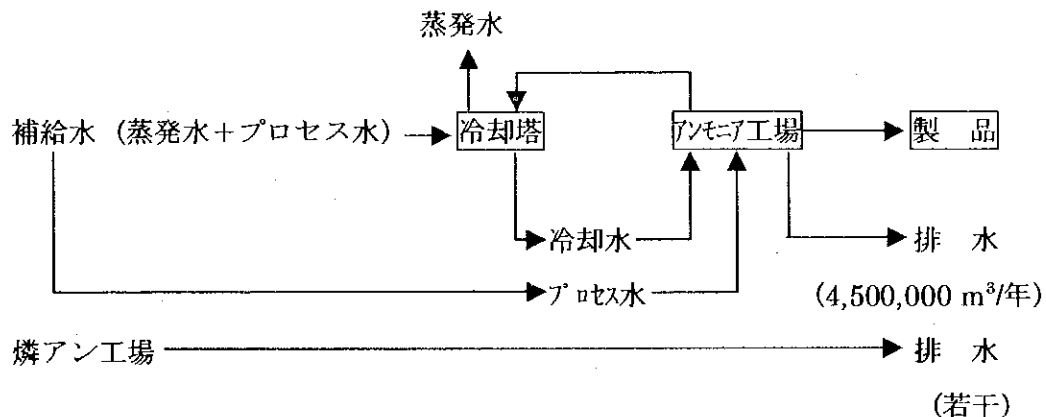 蒸発水
補給水（蒸発水＋プロセス水）
冷却塔
アンモニア工場
製 品
冷却水
排 水
プロセス水
(4,500,000 m³/年)
燐アン工場
排 水
(若干)